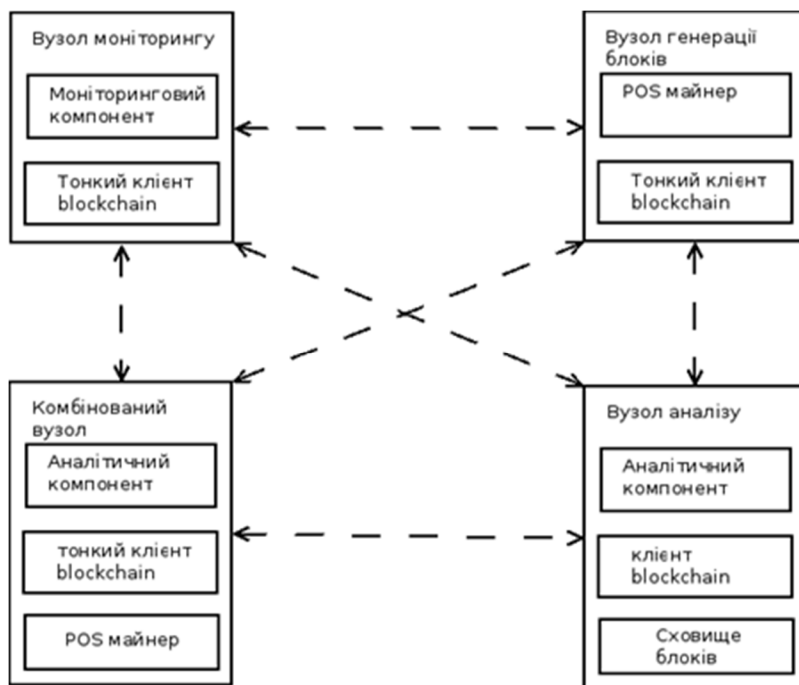 Вузол моніторингу
Моніторинговий
компонент
Тонкий клієнт
blockchain
Вузол генерації
блоків
POS майнер
Тонкий клієнт
blockchain
Комбінований
вузол
Аналітичний
компонент
тонкий клієнт
blockchain
POS майнер
Вузол аналізу
Аналітичний
компонент
клієнт
blockchain
Сховище
блоків